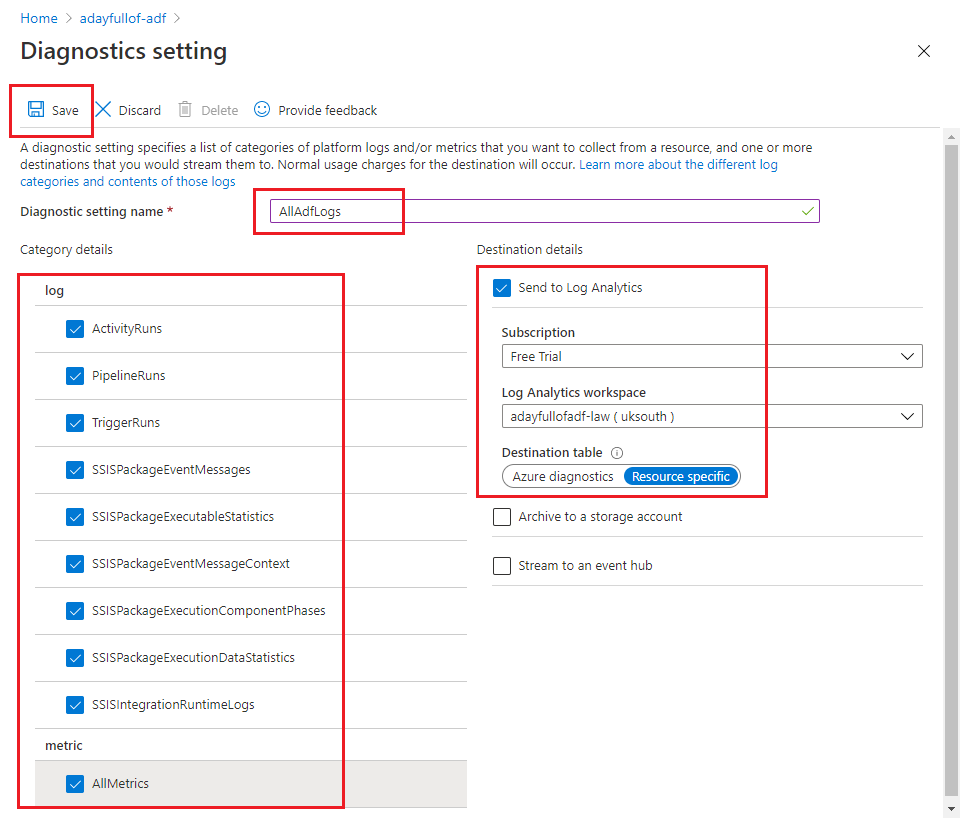 Home > adayfullof-adf >
Diagnostics setting
Save Discard Delete Provide feedback
A diagnostic setting specifies a list of categories of platform logs and/or metrics that you want to collect from a resource, and one or more
destinations that you would stream them to. Normal usage charges for the destination will occur. Learn more about the different log
categories and contents of those logs
Diagnostic setting name * AllAdfLogs
Category details
log
ActivityRuns
PipelineRuns
TriggerRuns
SSISPackageEventMessages
SSISPackageExecutableStatistics
SSISPackageEventMessageContext
SSISPackageExecutionComponentPhases
SSISPackageExecutionDataStatistics
SSISIntegrationRuntimeLogs
metric
AllMetrics
Destination details
Send to Log Analytics
Subscription
Free Trial
Log Analytics workspace
adayfullofadf-law ( uksouth )
Destination table
Azure diagnostics Resource specific
Archive to a storage account
Stream to an event hub